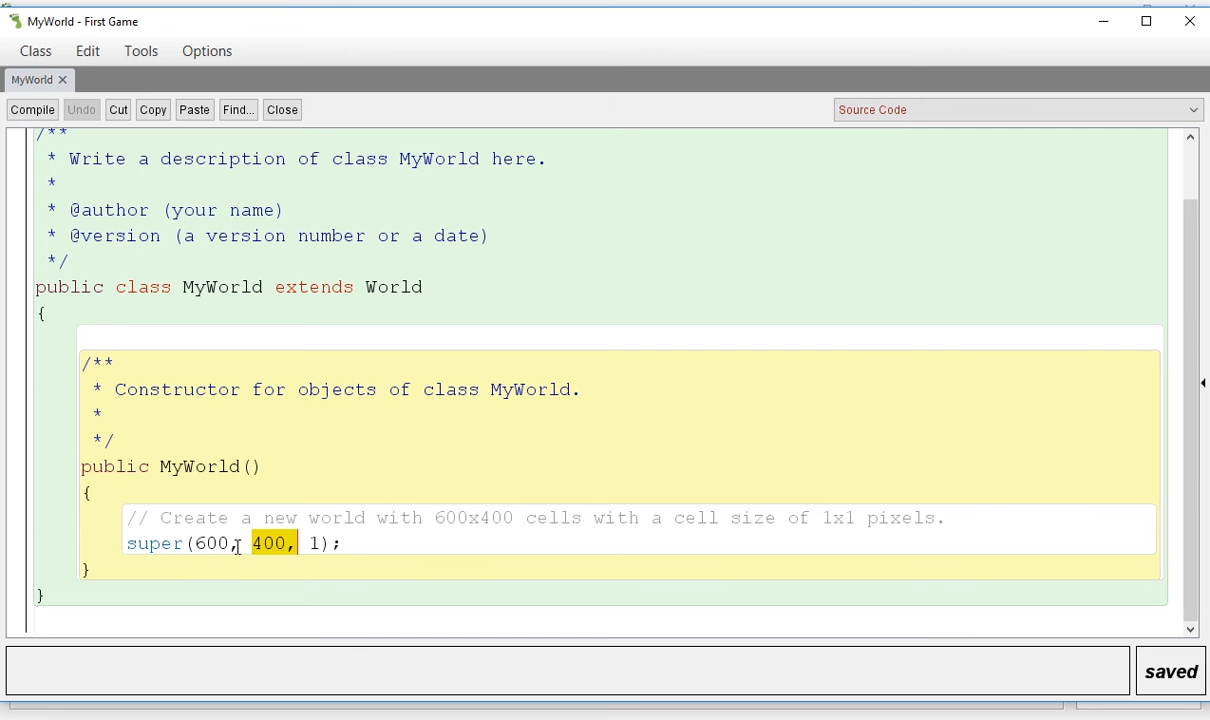 MyWorld - First Game
Class Edit Tools Options
MyWorld
Compile Undo Cut Copy Paste Find... Close Source Code
/**
* Write a description of class MyWorld here.
*
* @author (your name)
* @version (a version number or a date)
*/
public class MyWorld extends World
{
/**
* Constructor for objects of class MyWorld.
*
*/
public MyWorld()
{
// Create a new world with 600x400 cells with a cell size of 1x1 pixels.
super(600, 400, 1);
}
}
saved